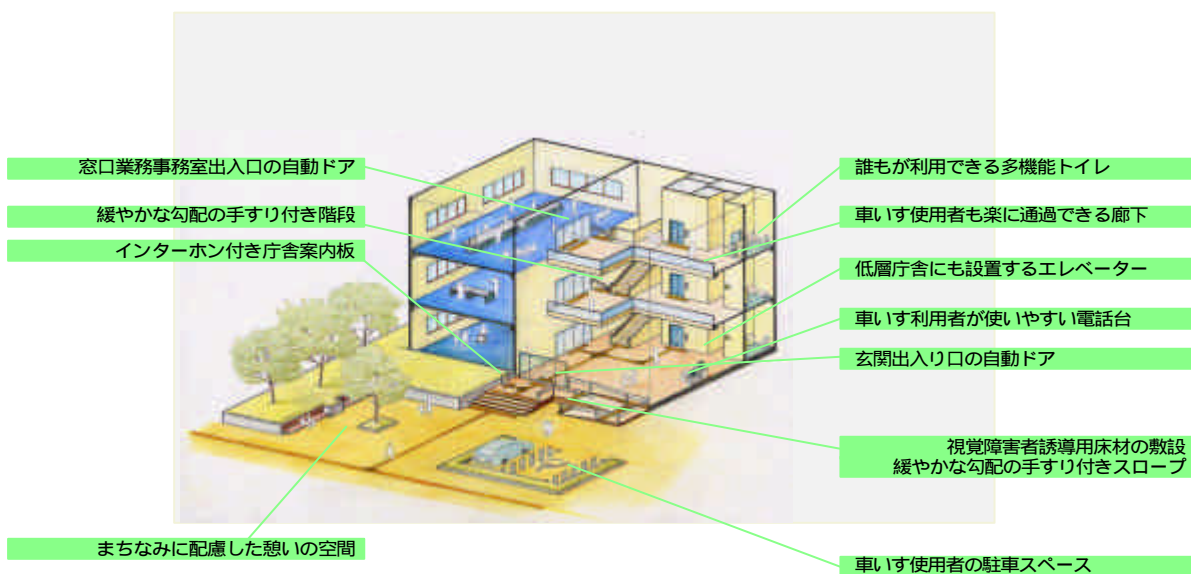 窓口業務事務室出入口の自動ドア
緩やかな勾配の手すり付き階段
インターホン付き庁舎案内板
まちなみに配慮した憩いの空間
誰もが利用できる多機能トイレ
車いす使用者も楽に通過できる廊下
低層庁舎にも設置するエレベーター
車いす利用者が使いやすい電話台
玄関出入り口の自動ドア
視覚障害者誘導用床材の敷設
緩やかな勾配の手すり付きスロープ
車いす使用者の駐車スペース